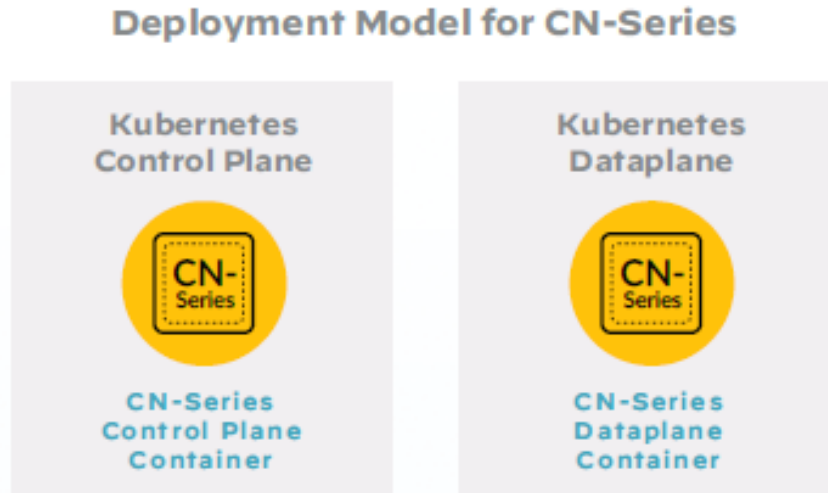 Deployment Model for CN-Series
Kubernetes
Control Plane
CN-
Series
CN-Series
Control Plane
Container
Kubernetes
Dataplane
CN-
Series
CN-Series
Dataplane
Container